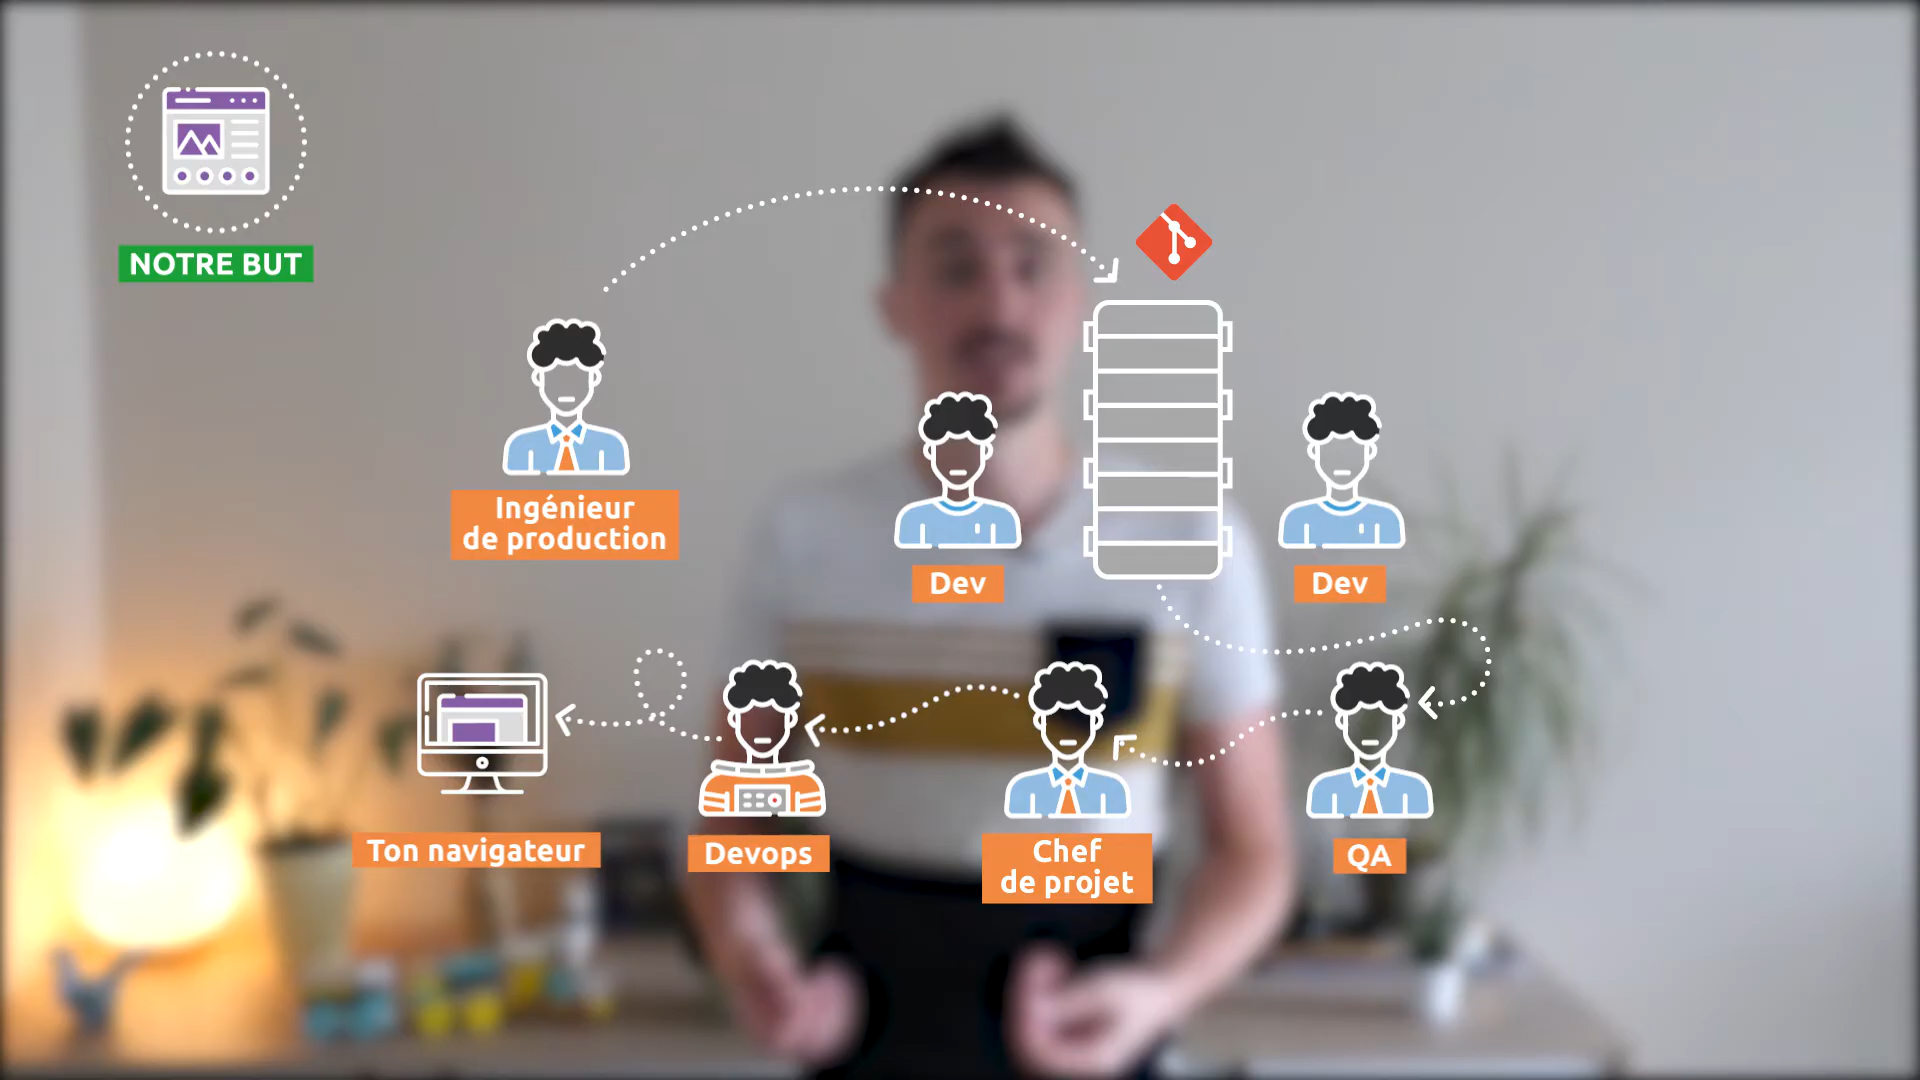 NOTRE BUT
Ingénieur
de production
Dev
Dev
Ton navigateur
Devops
Chef
de projet
QA